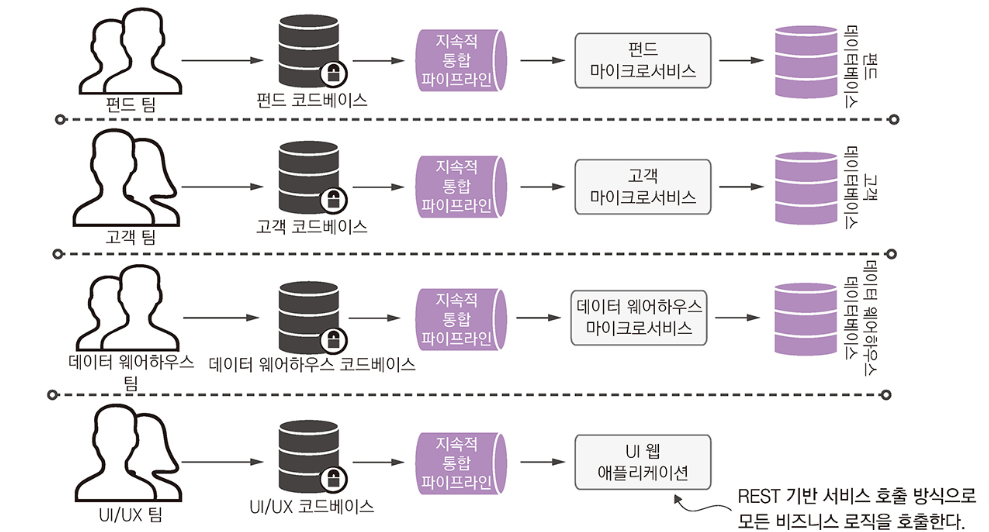 펀드 팀
펀드 코드베이스
지속적
통합
파이프라인
펀드
마이크로서비스
펀드
데이터베이스
고객 팀
고객 코드베이스
지속적
통합
파이프라인
고객
마이크로서비스
고객
데이터베이스
데이터 웨어하우스
팀
데이터 웨어하우스 코드베이스
지속적
통합
파이프라인
데이터 웨어하우스
마이크로서비스
데이터 웨어하우스
데이터베이스
UI/UX 팀
UI/UX 코드베이스
지속적
통합
파이프라인
UI 웹
애플리케이션
REST 기반 서비스 호출 방식으로
모든 비즈니스 로직을 호출한다.